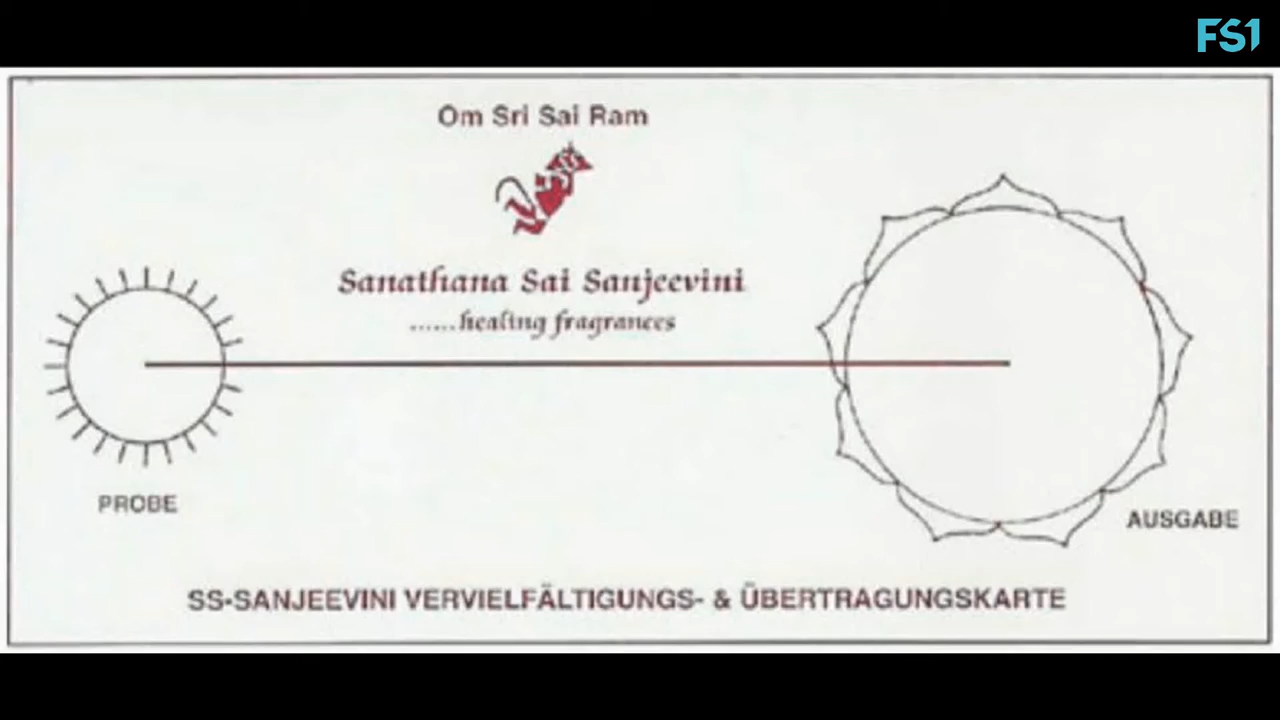 FS1
Om Sri Sai Ram
Sanathana Sai Sanjeevini
......healing fragrances
PROBE
AUSGABE
SS-SANJEEVINI VERVIELFÄLTIGUNGS- & ÜBERTRAGUNGSKARTE